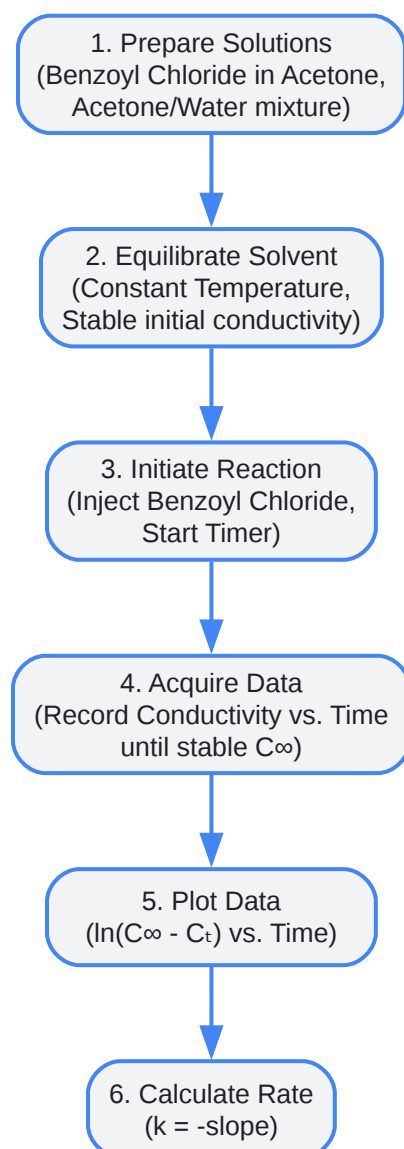 1. Prepare Solutions
(Benzoyl Chloride in Acetone,
Acetone/Water mixture)
2. Equilibrate Solvent
(Constant Temperature,
Stable initial conductivity)
3. Initiate Reaction
(Inject Benzoyl Chloride,
Start Timer)
4. Acquire Data
(Record Conductivity vs. Time
until stable C∞)
5. Plot Data
(ln(C∞ - Cₜ) vs. Time)
6. Calculate Rate
(k = -slope)